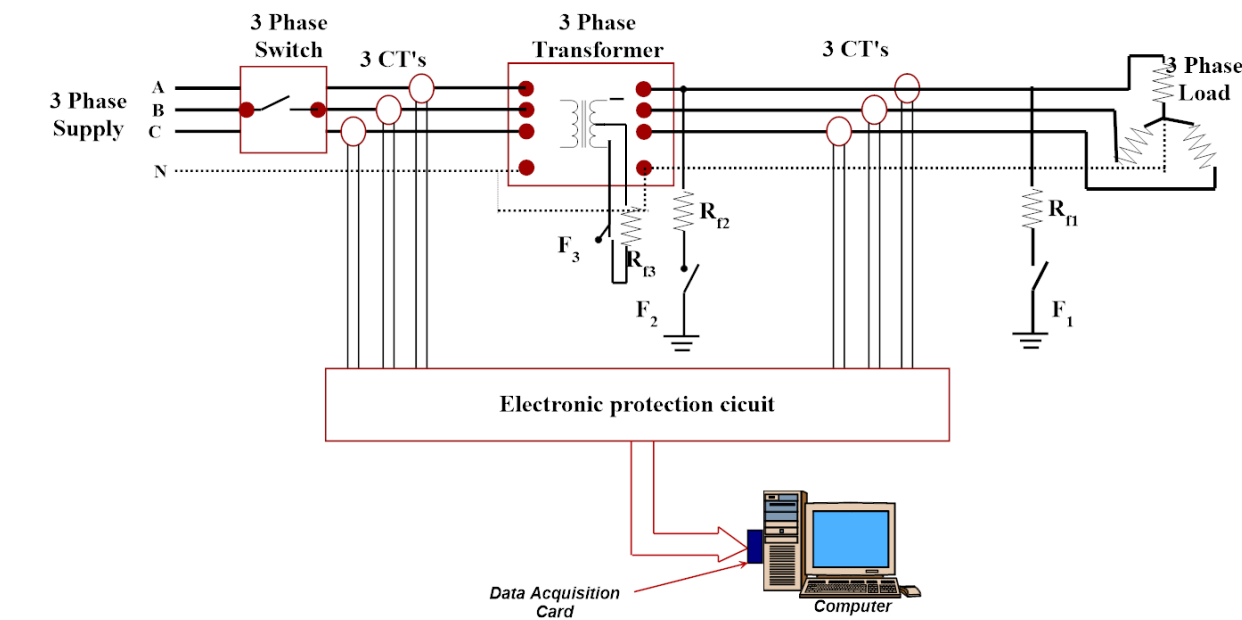 3 Phase
Switch
3 CT's
3 Phase
Transformer
3 CT's
3 Phase
Load
3 Phase
Supply
A
B
C
N
F3
Rf3
Rf2
F2
Rf1
F1
Electronic protection cicuit
Data Acquisition
Card
Computer